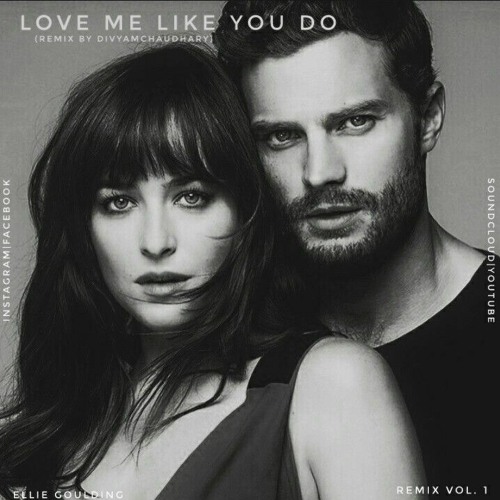 LOVE ME LIKE YOU DO
(REMIX BY DIVYAMCHAUDHARY)
INSTAGRAM|FACEBOOK
SOUNDCLOUD|YOUTUBE
ELLIE GOULDING
REMIX VOL. 1